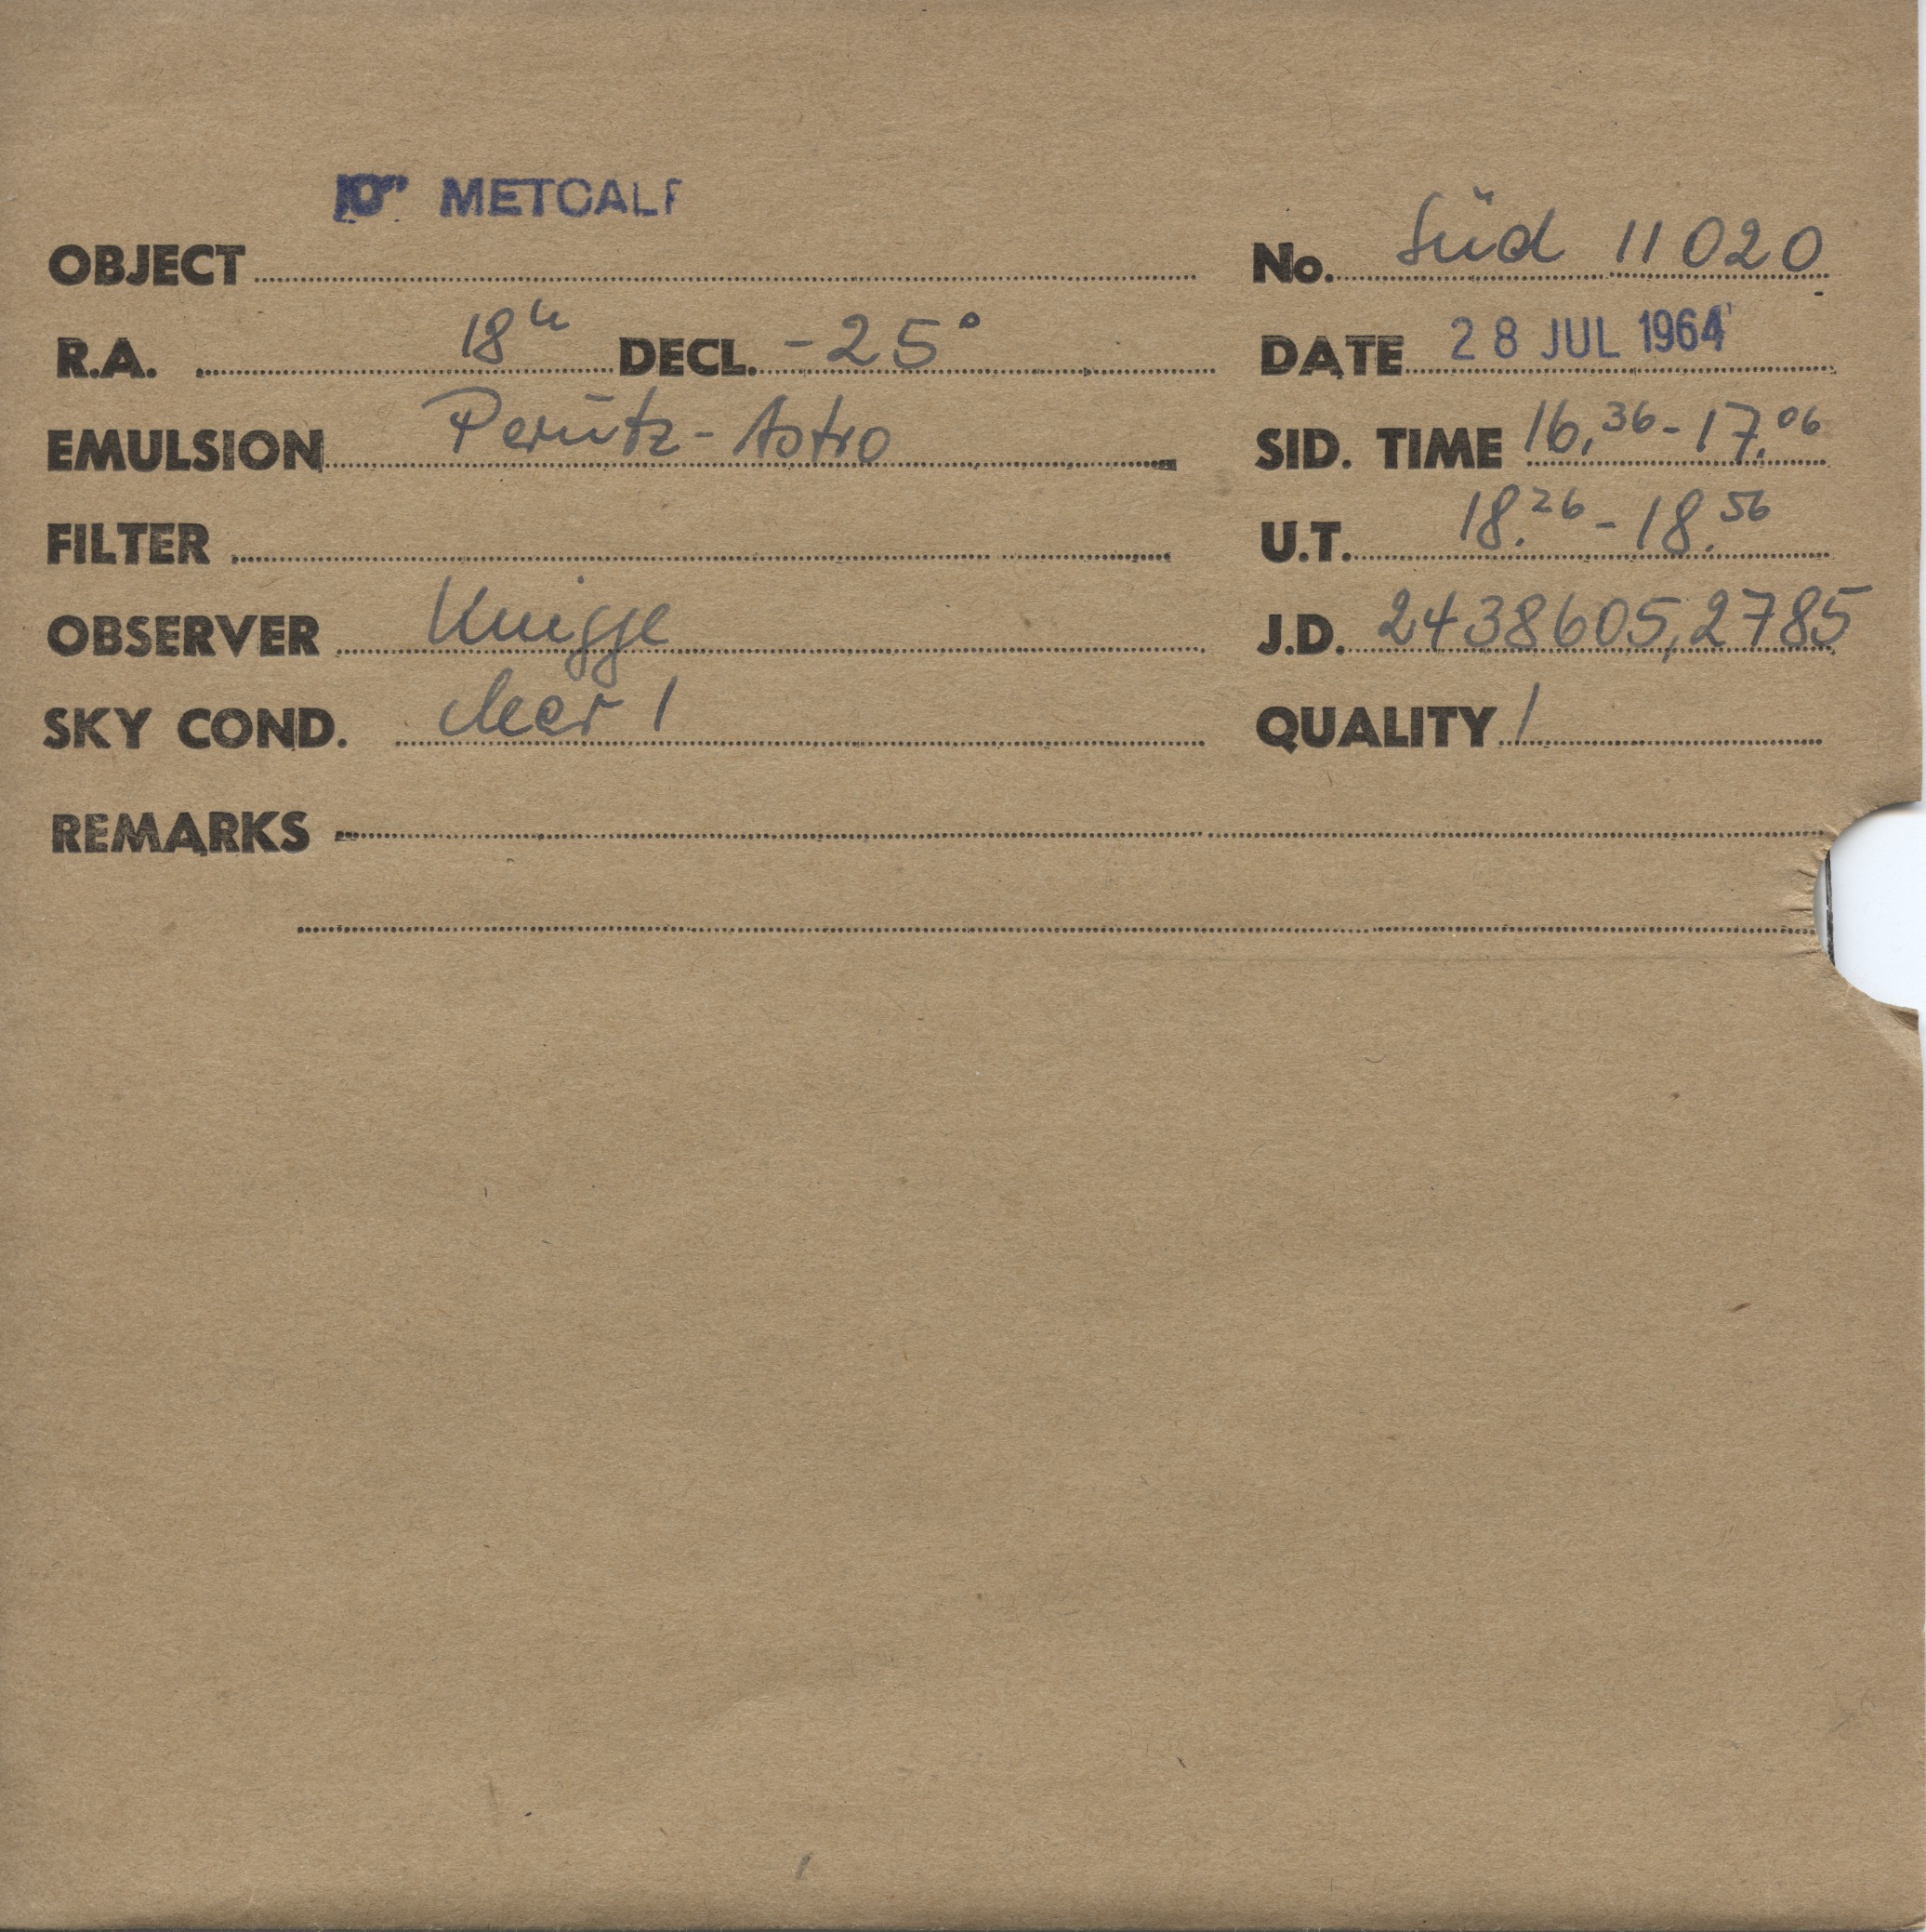 10" METCALF
OBJECT No. Süd 11020
R.A. 18h DECL. -25° DATE 28 JUL 1964
EMULSION Perutz-Astro SID. TIME 16.36-17.06
FILTER U.T. 18.26-18.56
OBSERVER Knigge J.D. 2438605,2785
SKY COND. clear 1 QUALITY 1
REMARKS